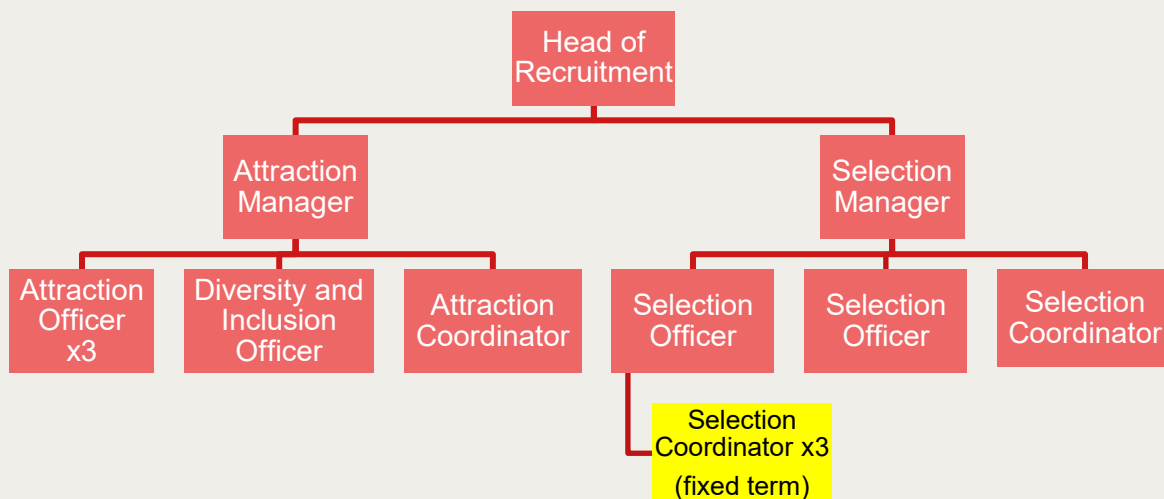 Head of
Recruitment
Attraction
Manager
Selection
Manager
Attraction
Officer
x3
Diversity and
Inclusion
Officer
Attraction
Coordinator
Selection
Officer
Selection
Officer
Selection
Coordinator
Selection
Coordinator x3
(fixed term)